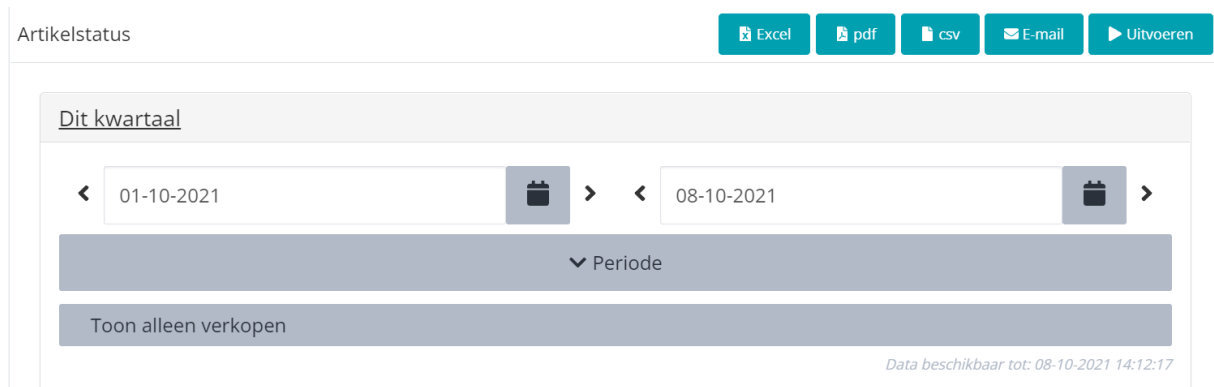 Artikelstatus
Excel
pdf
csv
E-mail
Uitvoeren
Dit kwartaal
01-10-2021
08-10-2021
Periode
Toon alleen verkopen
Data beschikbaar tot: 08-10-2021 14:12:17